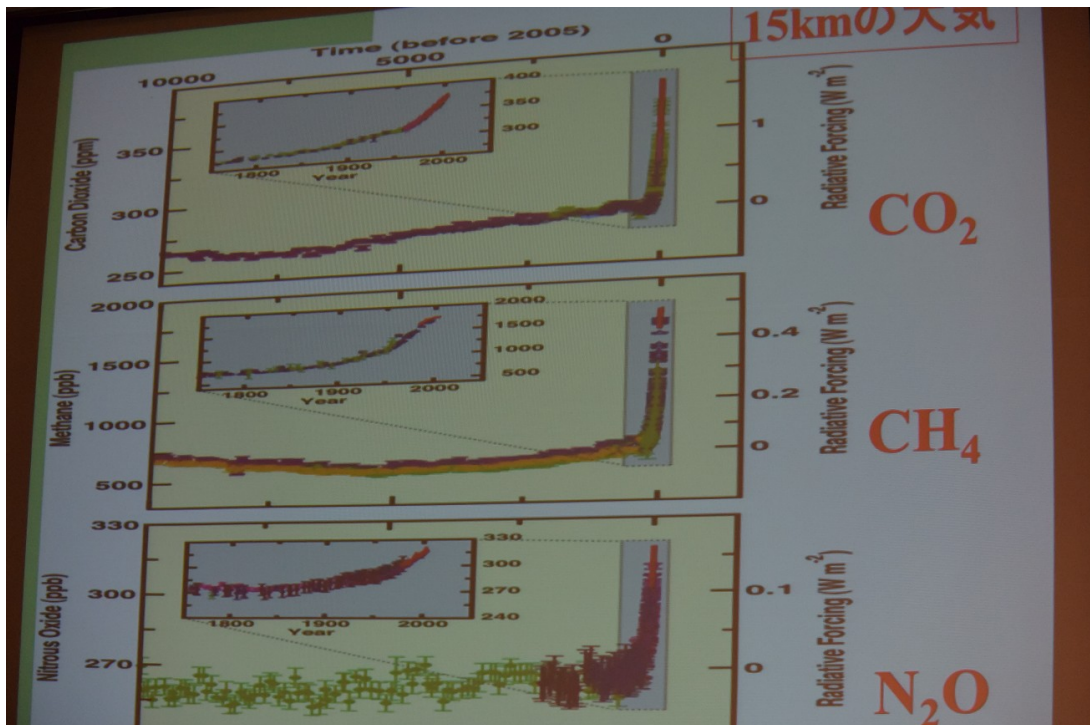 15kmの大気
Time (before 2005)
10000 5000 0
400
350
300
1800 1900 2000
Year
350
300
250
Carbon Dioxide (ppm)
1
0
Radiative Forcing (W m⁻²)
CO₂
2000
1500
1000
500
1800 1900 2000
Year
2000
1500
1000
500
Methane (ppb)
0.4
0.2
0
Radiative Forcing (W m⁻²)
CH₄
330
300
270
240
1800 1900 2000
Year
330
300
270
Nitrous Oxide (ppb)
0.1
0
Radiative Forcing (W m⁻²)
N₂O